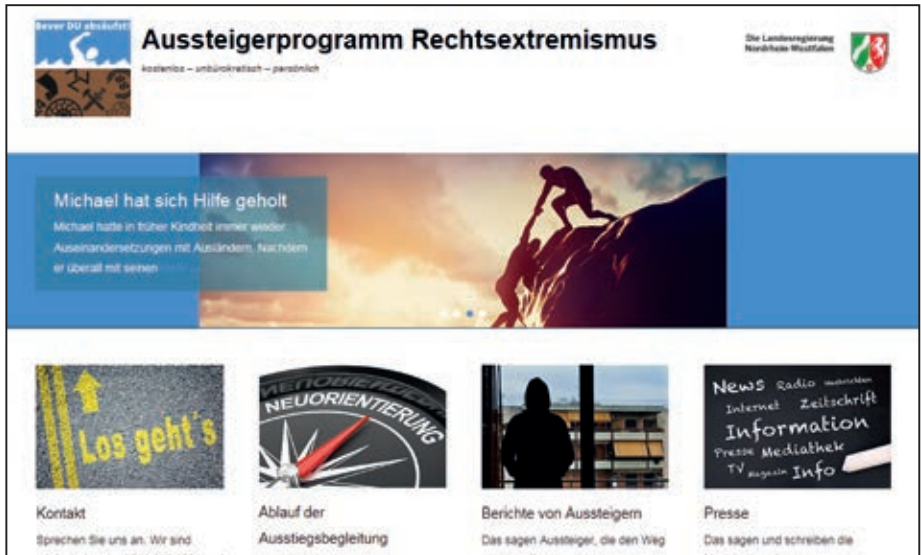 Bever DU absäufst!
Aussteigerprogramm Rechtsextremismus
kostenlos – unbürokratisch – persönlich
Die Landesregierung
Nordrhein-Westfalen
Michael hat sich Hilfe geholt
Michael hatte in früher Kindheit immer wieder
Auseinandersetzungen mit Ausländern. Nachdem
er überall mit seinen
Los geht's
NEUORIENTIERUNG
News Radio Nachrichten
Internet Zeitschrift
Information
Presse Mediathek
TV Magazin Info
Kontakt
Sprechen Sie uns an. Wir sind
Ablauf der
Ausstiegsbegleitung
Berichte von Aussteigern
Das sagen Aussteiger, die den Weg
Presse
Das sagen und schreiben die